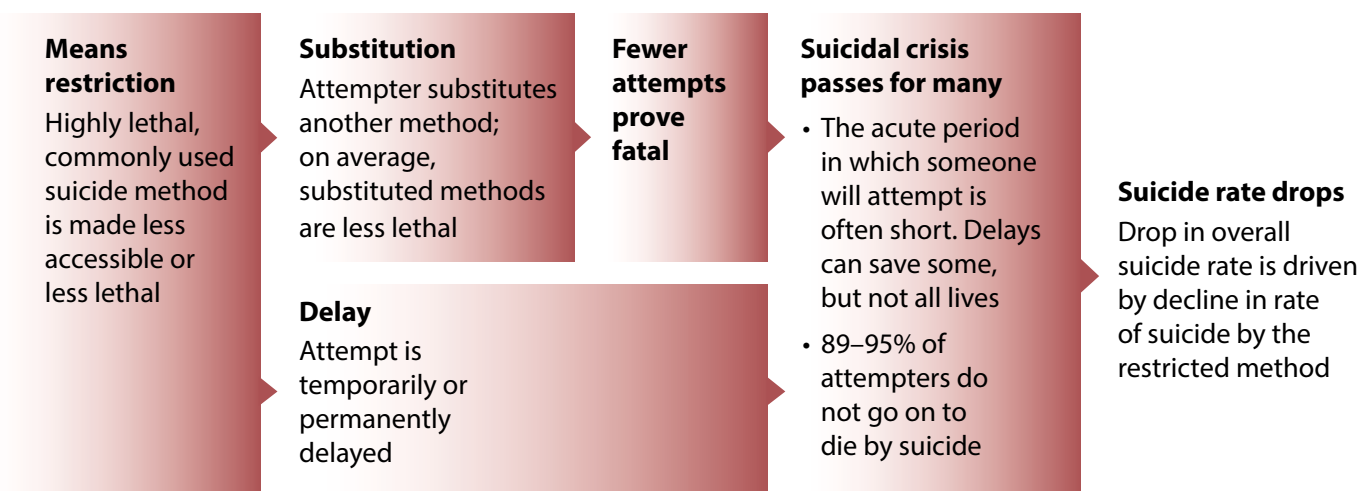 Means
restriction
Highly lethal,
commonly used
suicide method
is made less
accessible or
less lethal
Substitution
Attempter substitutes
another method;
on average,
substituted methods
are less lethal
Fewer
attempts
prove
fatal
Delay
Attempt is
temporarily or
permanently
delayed
Suicidal crisis
passes for many
• The acute period
in which someone
will attempt is
often short. Delays
can save some,
but not all lives
• 89–95% of
attempters do
not go on to
die by suicide
Suicide rate drops
Drop in overall
suicide rate is driven
by decline in rate
of suicide by the
restricted method